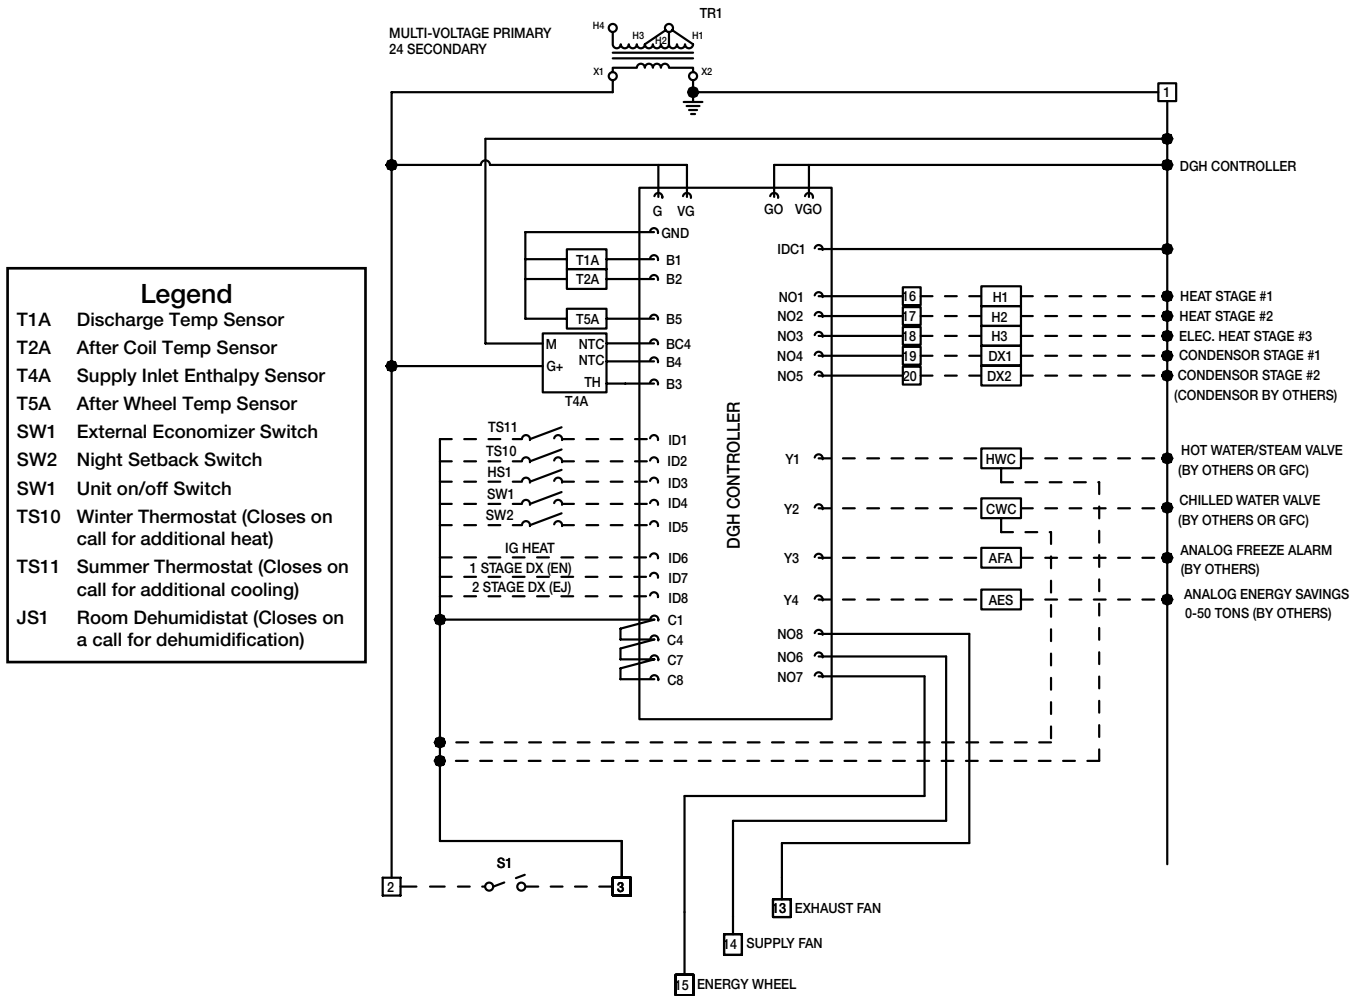 TR1
MULTI-VOLTAGE PRIMARY
24 SECONDARY
H4
H3
H2
H1
X1
X2
1
DGH CONTROLLER
G
VG
GO
VGO
GND
IDC1
T1A
B1
T2A
B2
T5A
B5
M
NTC
BC4
G+
NTC
B4
TH
B3
T4A
NO1
16
H1
HEAT STAGE #1
NO2
17
H2
HEAT STAGE #2
NO3
18
H3
ELEC. HEAT STAGE #3
NO4
19
DX1
CONDENSOR STAGE #1
NO5
20
DX2
CONDENSOR STAGE #2
(CONDENSOR BY OTHERS)
Legend
T1A Discharge Temp Sensor
T2A After Coil Temp Sensor
T4A Supply Inlet Enthalpy Sensor
T5A After Wheel Temp Sensor
SW1 External Economizer Switch
SW2 Night Setback Switch
SW1 Unit on/off Switch
TS10 Winter Thermostat (Closes on
call for additional heat)
TS11 Summer Thermostat (Closes on
call for additional cooling)
JS1 Room Dehumidistat (Closes on
a call for dehumidification)
DGH CONTROLLER
TS11
ID1
TS10
ID2
HS1
ID3
SW1
ID4
SW2
ID5
IG HEAT
ID6
1 STAGE DX (EN)
ID7
2 STAGE DX (EJ)
ID8
C1
C4
C7
C8
Y1
HWC
HOT WATER/STEAM VALVE
(BY OTHERS OR GFC)
Y2
CWC
CHILLED WATER VALVE
(BY OTHERS OR GFC)
Y3
AFA
ANALOG FREEZE ALARM
(BY OTHERS)
Y4
AES
ANALOG ENERGY SAVINGS
0-50 TONS (BY OTHERS)
NO8
NO6
NO7
2
S1
3
13 EXHAUST FAN
14 SUPPLY FAN
15 ENERGY WHEEL